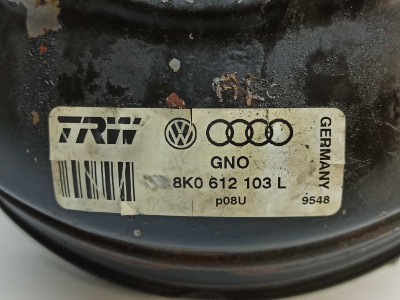 TRW
GNO
8K0 612 103 L
p08U
9548
GERMANY